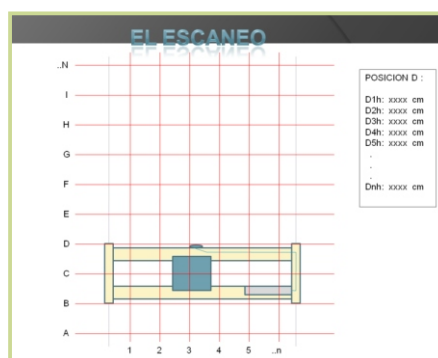 EL ESCANEO
..N
I
H
G
F
E
D
C
B
A
1 2 3 4 5 ..n
POSICION D :
D1h: xxxx cm
D2h: xxxx cm
D3h: xxxx cm
D4h: xxxx cm
D5h: xxxx cm
.
.
.
Dnh: xxxx cm